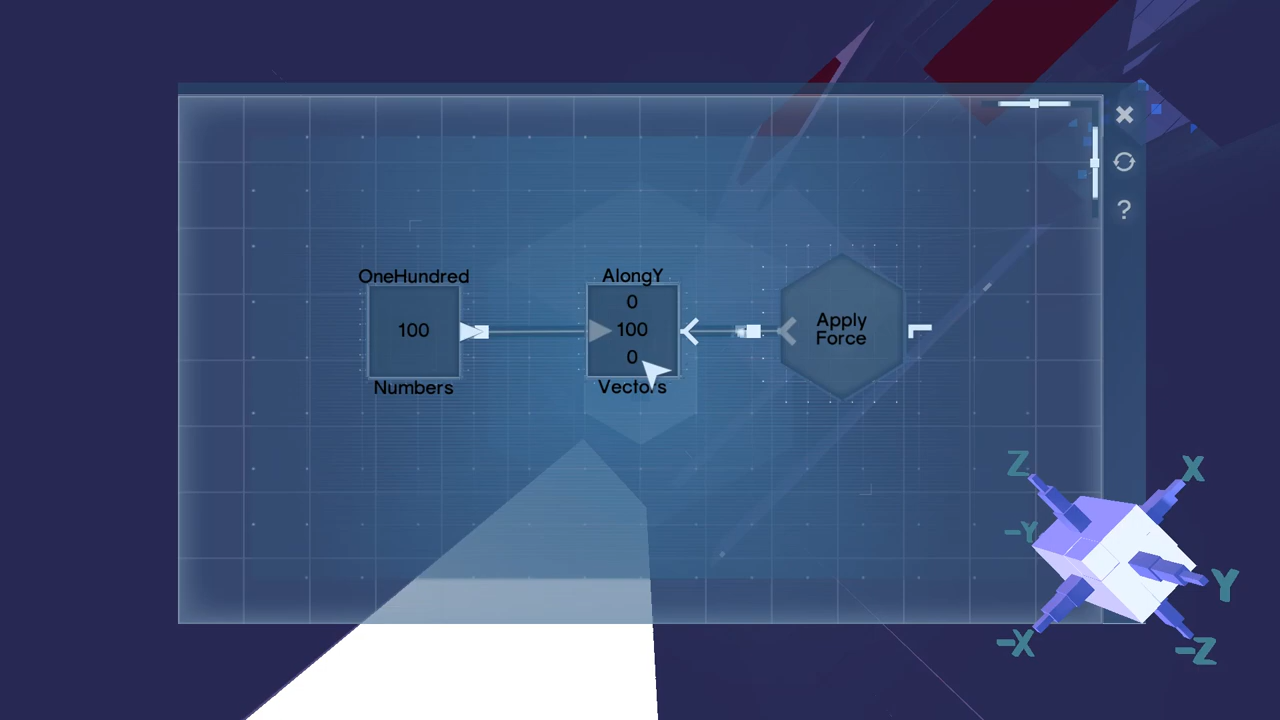 ?
OneHundred
100
Numbers
AlongY
0
100
0
Vectors
Apply
Force
Z
X
-Y
Y
-X
-Z